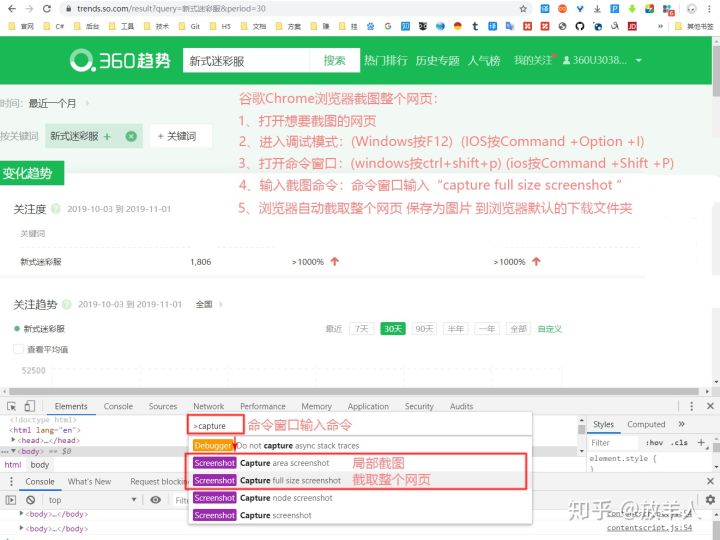 trends.so.com/result?query=新式迷彩服&period=30
官网 C# 后台 工具 技术 Git H5 文档 方案 赚 挂 其他书签
360趋势 新式迷彩服 搜索 热门排行 历史专题 人气榜 我的关注 360U3038...
谷歌Chrome浏览器截图整个网页:
时间: 最近一个月
1、打开想要截图的网页
按关键词 新式迷彩服 + + 关键词
2、进入调试模式: (Windows按F12) (IOS按Command +Option +I)
3、打开命令窗口: (windows按ctrl+shift+p) (ios按Command +Shift +P)
变化趋势
4、输入截图命令: 命令窗口输入 “capture full size screenshot ”
关注度 ? 2019-10-03 到 2019-11-01
5、浏览器自动截取整个网页 保存为图片 到浏览器默认的下载文件夹
关键词
新式迷彩服 1,806 >1000% >1000%
关注趋势 ? 2019-10-03 到 2019-11-01 全国
新式迷彩服 最近 7天 30天 90天 半年 一年 全部 自定义
查看平均值
52500
Elements Console Sources Network Performance Memory Application Security Audits
<!doctype html>
<html lang="en">
<head>…</head>
<body> == $0
html body
>capture 命令窗口输入命令
Debugger Do not capture async stack traces
Screenshot Capture area screenshot 局部截图
Screenshot Capture full size screenshot 截取整个网页
Screenshot Capture node screenshot
Screenshot Capture screenshot
Styles Computed »
Filter :hov .cls +
element.style {
}
Console What's New Request blocking
top Filt
<body>…</body> contentscript.js:54
<body>…</body> contentscript.js:54
知乎 @放羊人